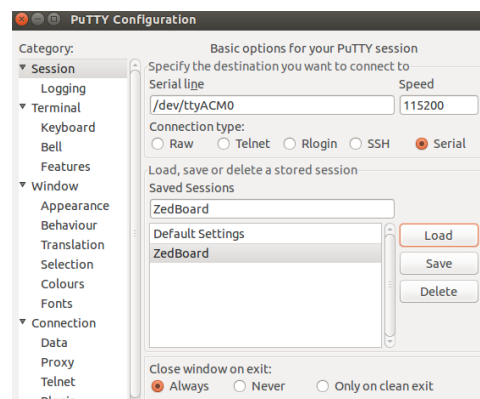 PuTTY Configuration
Category:
Session
Logging
Terminal
Keyboard
Bell
Features
Window
Appearance
Behaviour
Translation
Selection
Colours
Fonts
Connection
Data
Proxy
Telnet
Basic options for your PuTTY session
Specify the destination you want to connect to
Serial line Speed
/dev/ttyACM0 115200
Connection type:
Raw Telnet Rlogin SSH Serial
Load, save or delete a stored session
Saved Sessions
ZedBoard
Default Settings
ZedBoard
Load
Save
Delete
Close window on exit:
Always Never Only on clean exit